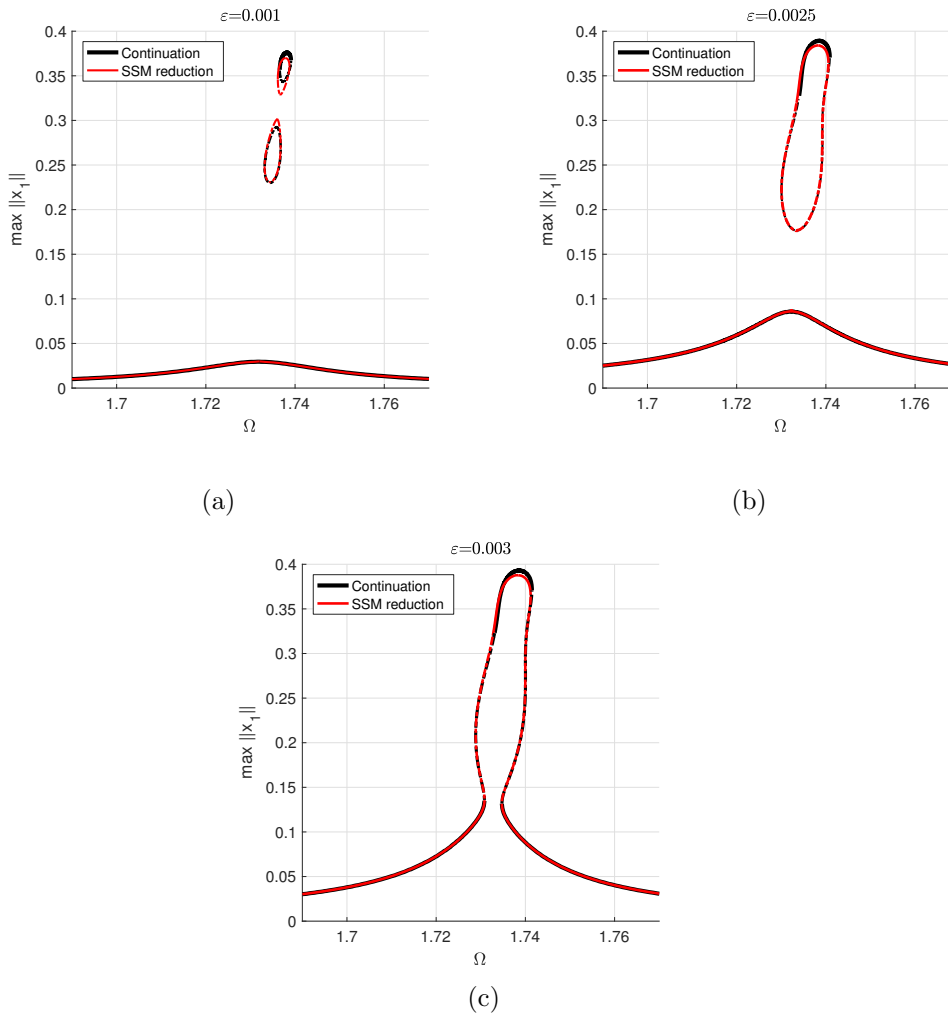 ε=0.001
Continuation
SSM reduction
max ||x₁||
0.4
0.35
0.3
0.25
0.2
0.15
0.1
0.05
0
1.7 1.72 1.74 1.76
Ω
(a)
ε=0.0025
Continuation
SSM reduction
max ||x₁||
0.4
0.35
0.3
0.25
0.2
0.15
0.1
0.05
0
1.7 1.72 1.74 1.76
Ω
(b)
ε=0.003
Continuation
SSM reduction
max ||x₁||
0.4
0.35
0.3
0.25
0.2
0.15
0.1
0.05
0
1.7 1.72 1.74 1.76
Ω
(c)